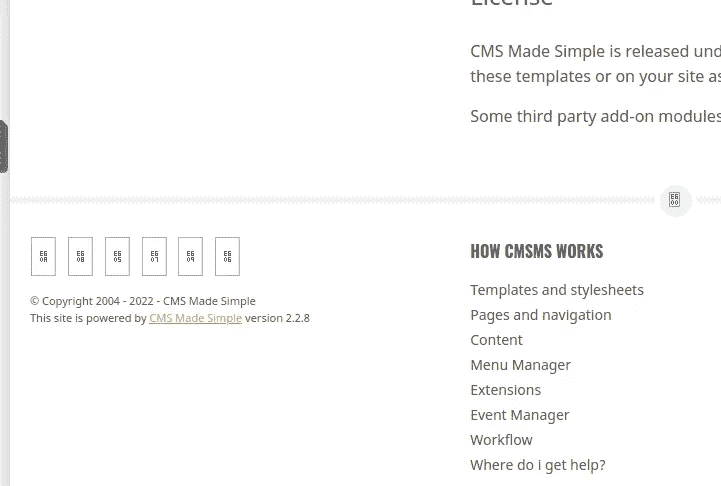 License
CMS Made Simple is released und
these templates or on your site as
Some third party add-on modules
© Copyright 2004 - 2022 - CMS Made Simple
This site is powered by CMS Made Simple version 2.2.8
HOW CMSMS WORKS
Templates and stylesheets
Pages and navigation
Content
Menu Manager
Extensions
Event Manager
Workflow
Where do i get help?